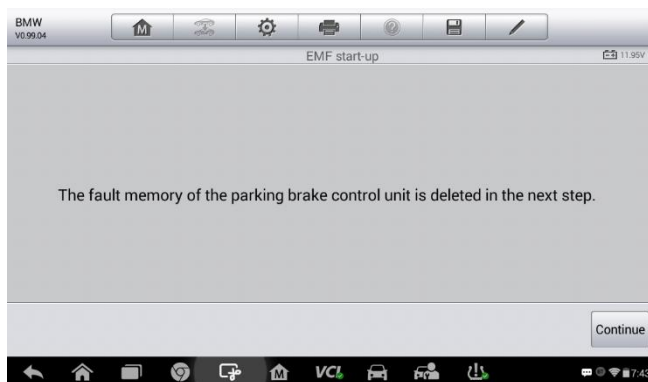 BMW
V0.99.04
M
EMF start-up
11.95V
The fault memory of the parking brake control unit is deleted in the next step.
Continue
M
VCI
7:43